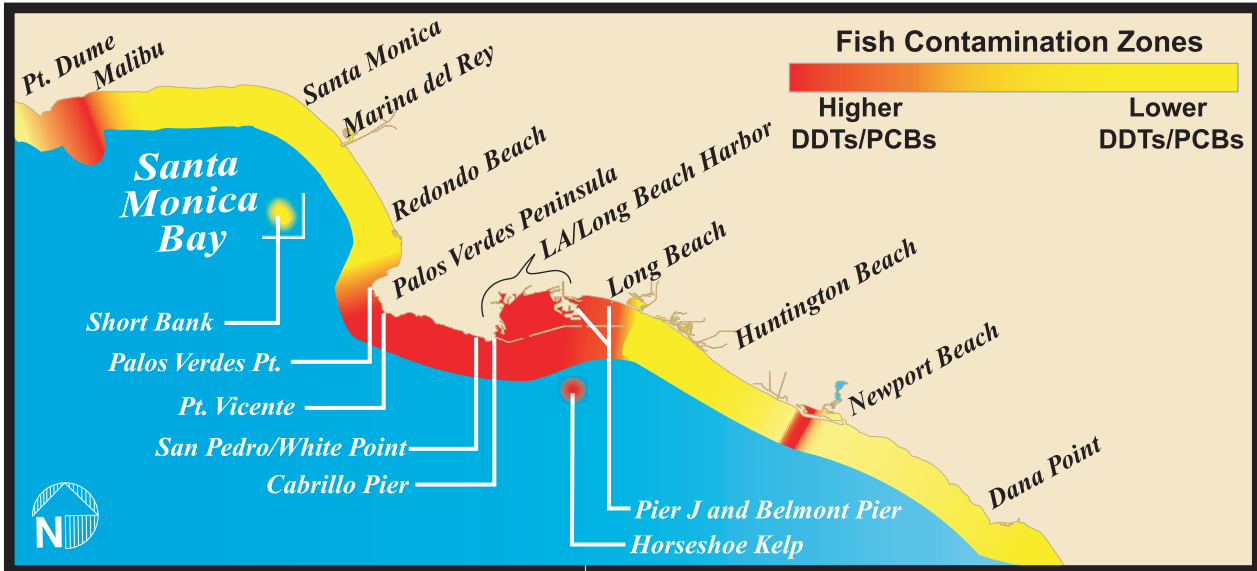 Pt. Dume
Malibu
Santa Monica
Marina del Rey
Redondo Beach
Palos Verdes Peninsula
LA/Long Beach Harbor
Long Beach
Huntington Beach
Newport Beach
Dana Point
Fish Contamination Zones
Higher
DDTs/PCBs
Lower
DDTs/PCBs
Santa
Monica
Bay
Short Bank
Palos Verdes Pt.
Pt. Vicente
San Pedro/White Point
Cabrillo Pier
Pier J and Belmont Pier
Horseshoe Kelp
N